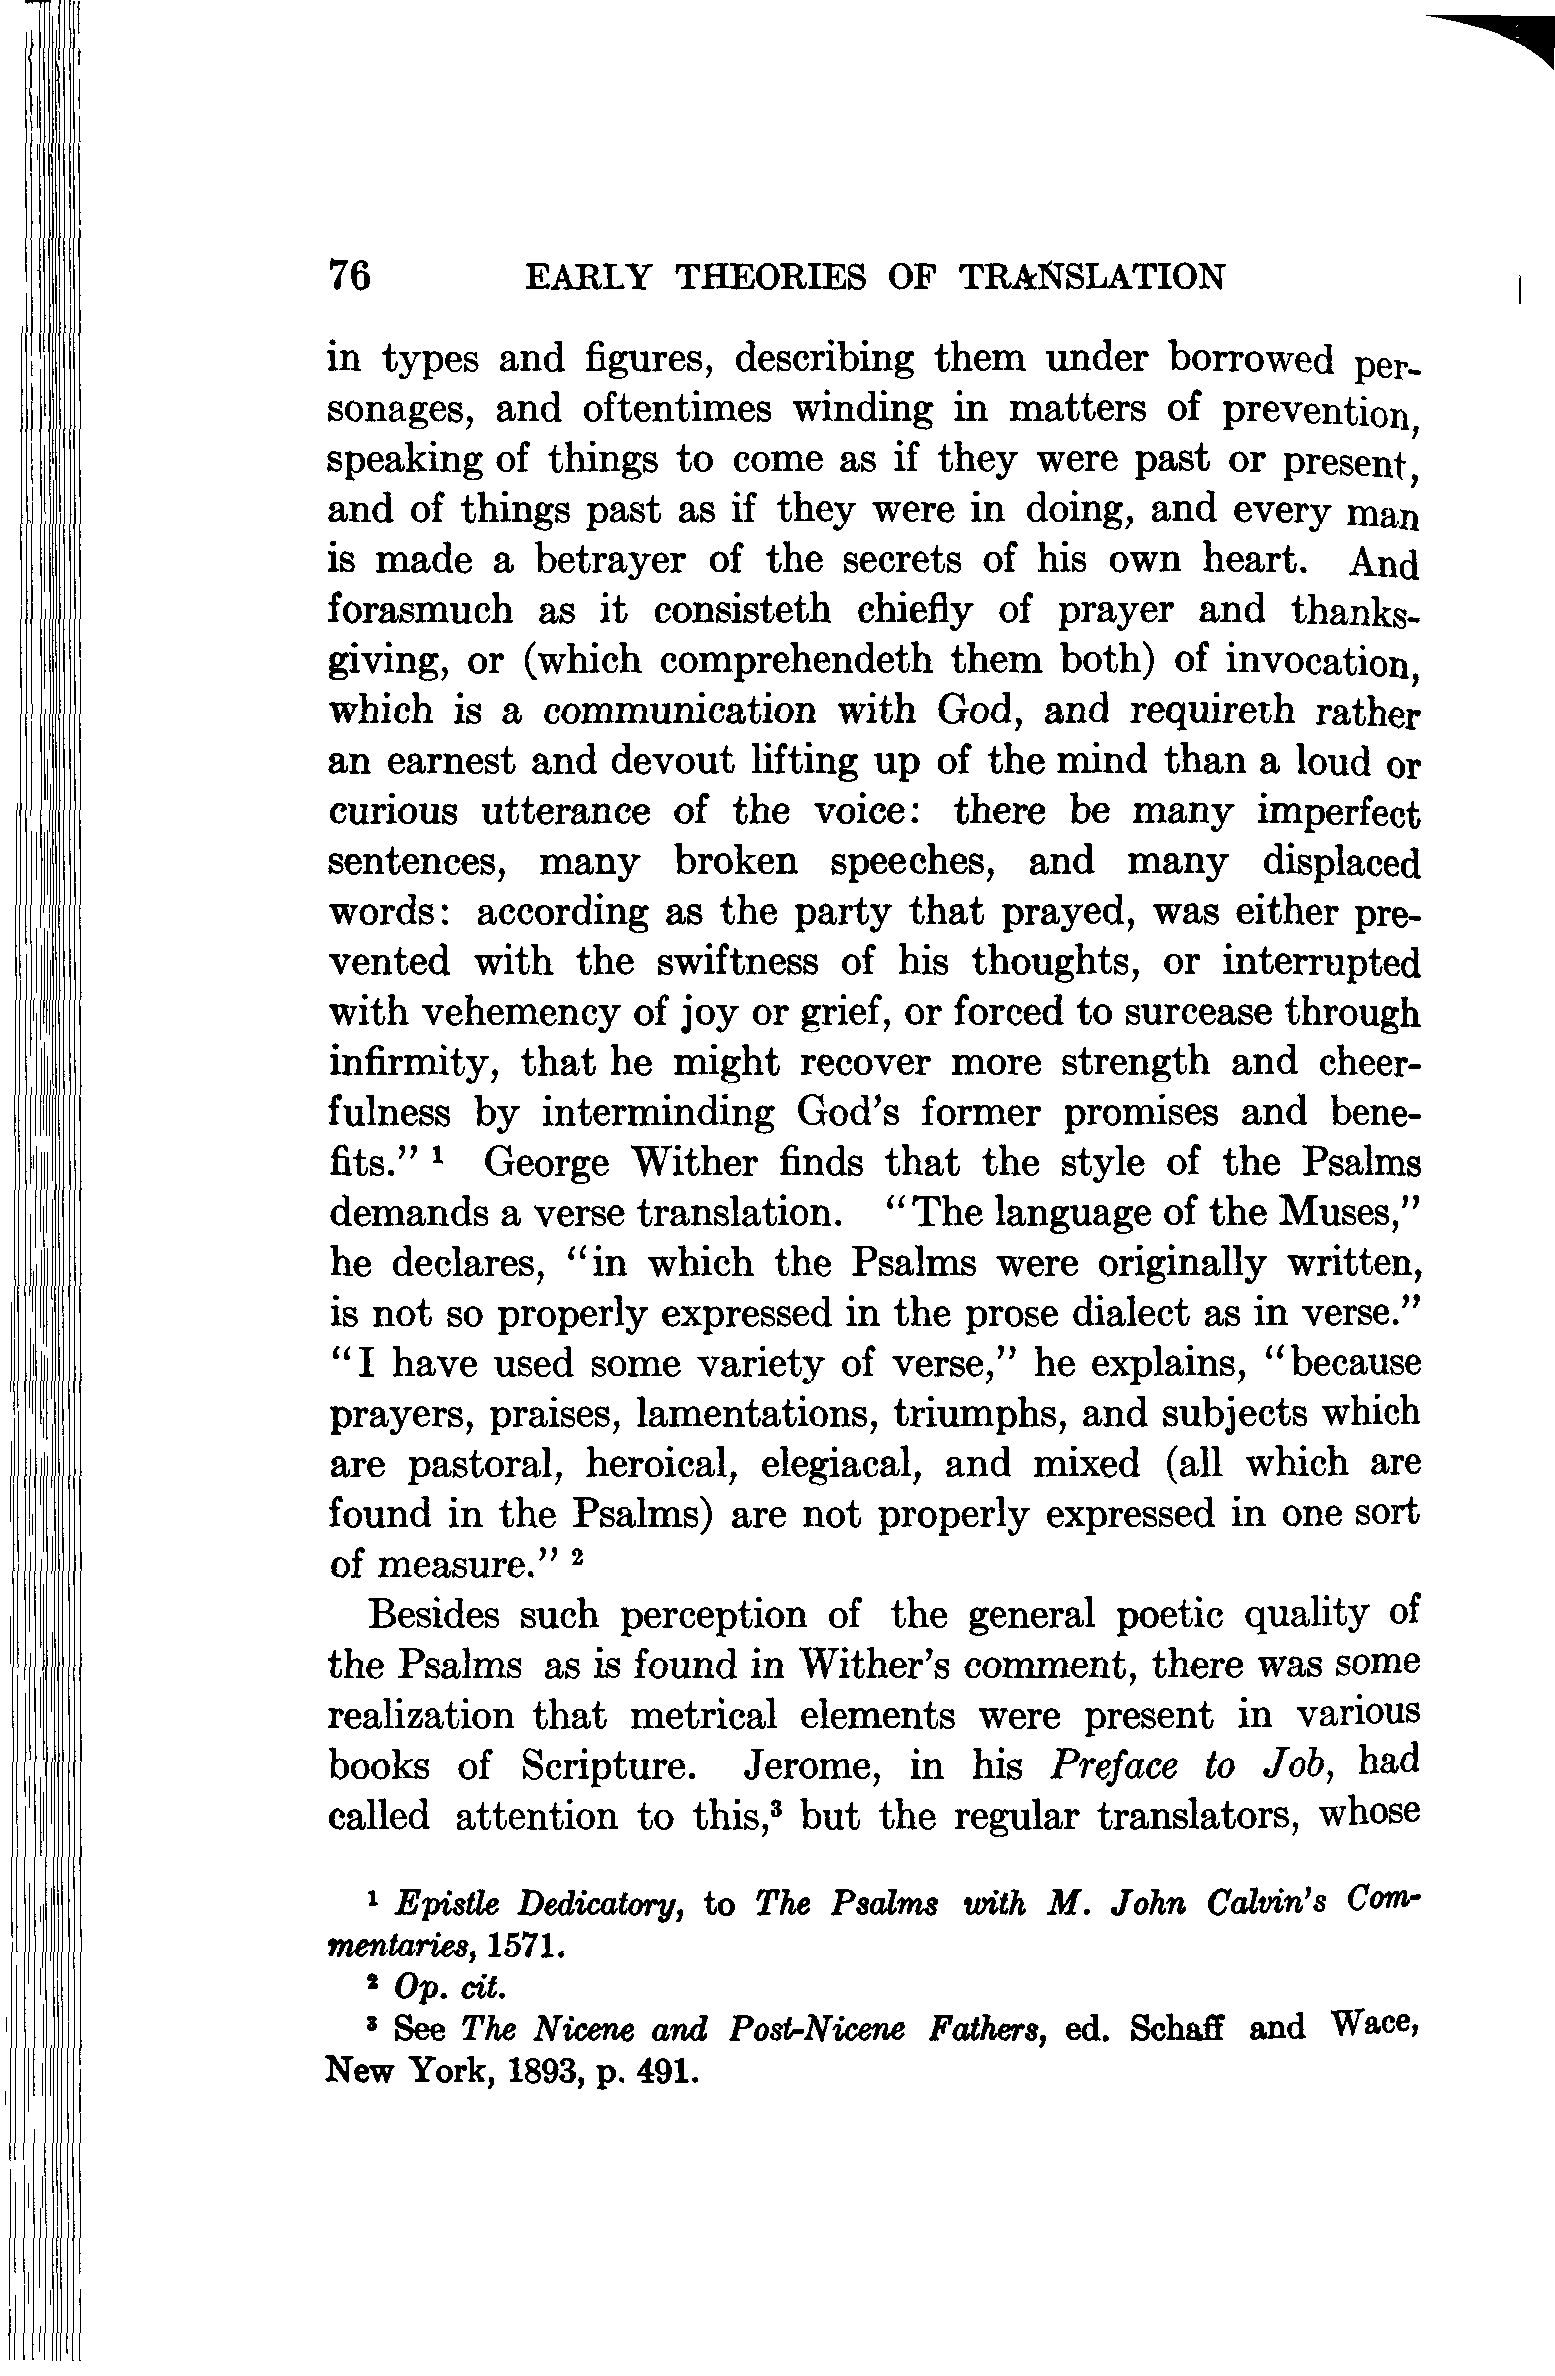 76 EARLY THEORIES OF TRANSLATION
in types and figures, describing them under borrowed per-
sonages, and oftentimes winding in matters of prevention,
speaking of things to come as if they were past or present,
and of things past as if they were in doing, and every man
is made a betrayer of the secrets of his own heart. And
forasmuch as it consisteth chiefly of prayer and thanks-
giving, or (which comprehendeth them both) of invocation,
which is a communication with God, and requireth rather
an earnest and devout lifting up of the mind than a loud or
curious utterance of the voice: there be many imperfect
sentences, many broken speeches, and many displaced
words: according as the party that prayed, was either pre-
vented with the swiftness of his thoughts, or interrupted
with vehemency of joy or grief, or forced to surcease through
infirmity, that he might recover more strength and cheer-
fulness by interminding God's former promises and bene-
fits." ¹ George Wither finds that the style of the Psalms
demands a verse translation. "The language of the Muses,"
he declares, "in which the Psalms were originally written,
is not so properly expressed in the prose dialect as in verse."
"I have used some variety of verse," he explains, "because
prayers, praises, lamentations, triumphs, and subjects which
are pastoral, heroical, elegiacal, and mixed (all which are
found in the Psalms) are not properly expressed in one sort
of measure." ²
Besides such perception of the general poetic quality of
the Psalms as is found in Wither's comment, there was some
realization that metrical elements were present in various
books of Scripture. Jerome, in his Preface to Job, had
called attention to this,³ but the regular translators, whose
¹ Epistle Dedicatory, to The Psalms with M. John Calvin's Com-
mentaries, 1571.
² Op. cit.
³ See The Nicene and Post-Nicene Fathers, ed. Schaff and Wace,
New York, 1893, p. 491.